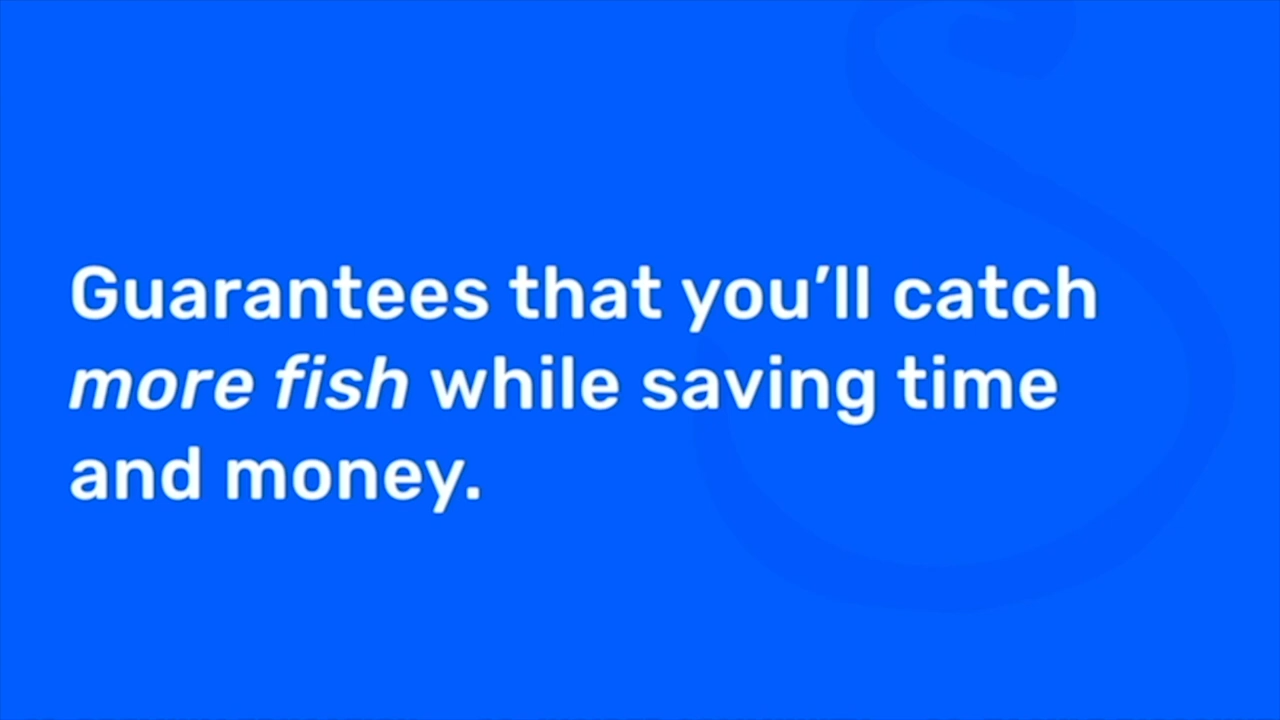 Guarantees that you’ll catch
more fish while saving time
and money.